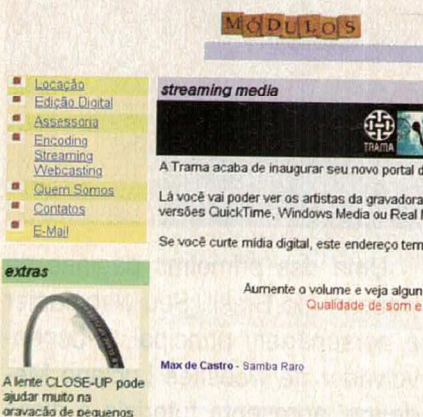 MÓDULOS
Locação
Edição Digital
Assessoria
Encoding
Streaming
Webcasting
Quem Somos
Contatos
E-Mail
extras
A lente CLOSE-UP pode
ajudar muito na
gravação de pequenos
streaming media
TRAMA
A Trama acaba de inaugurar seu novo portal d
Lá você vai poder ver os artistas da gravadora
versões QuickTime, Windows Media ou Real
Se você curte mídia digital, este endereço tem
Aumente o volume e veja algun
Qualidade de som e
Max de Castro - Samba Raro